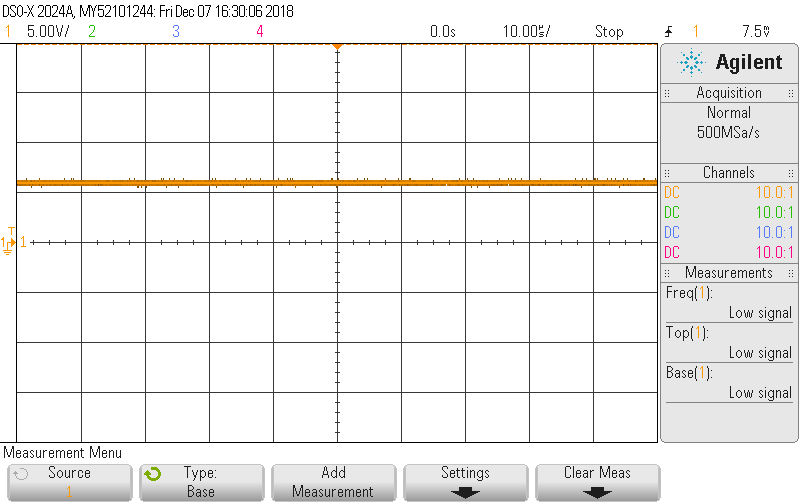 DSO-X 2024A, MY52101244: Fri Dec 07 16:30:06 2018
1 5.00V/ 2 3 4 0.0s 10.00µs/ Stop 1 7.5V
Agilent
Acquisition
Normal
500MSa/s
Channels
DC 10.0:1
DC 10.0:1
DC 10.0:1
DC 10.0:1
T
1 1
Measurements
Freq(1):
Low signal
Top(1):
Low signal
Base(1):
Low signal
Measurement Menu
Source
1
Type:
Base
Add
Measurement
Settings
Clear Meas